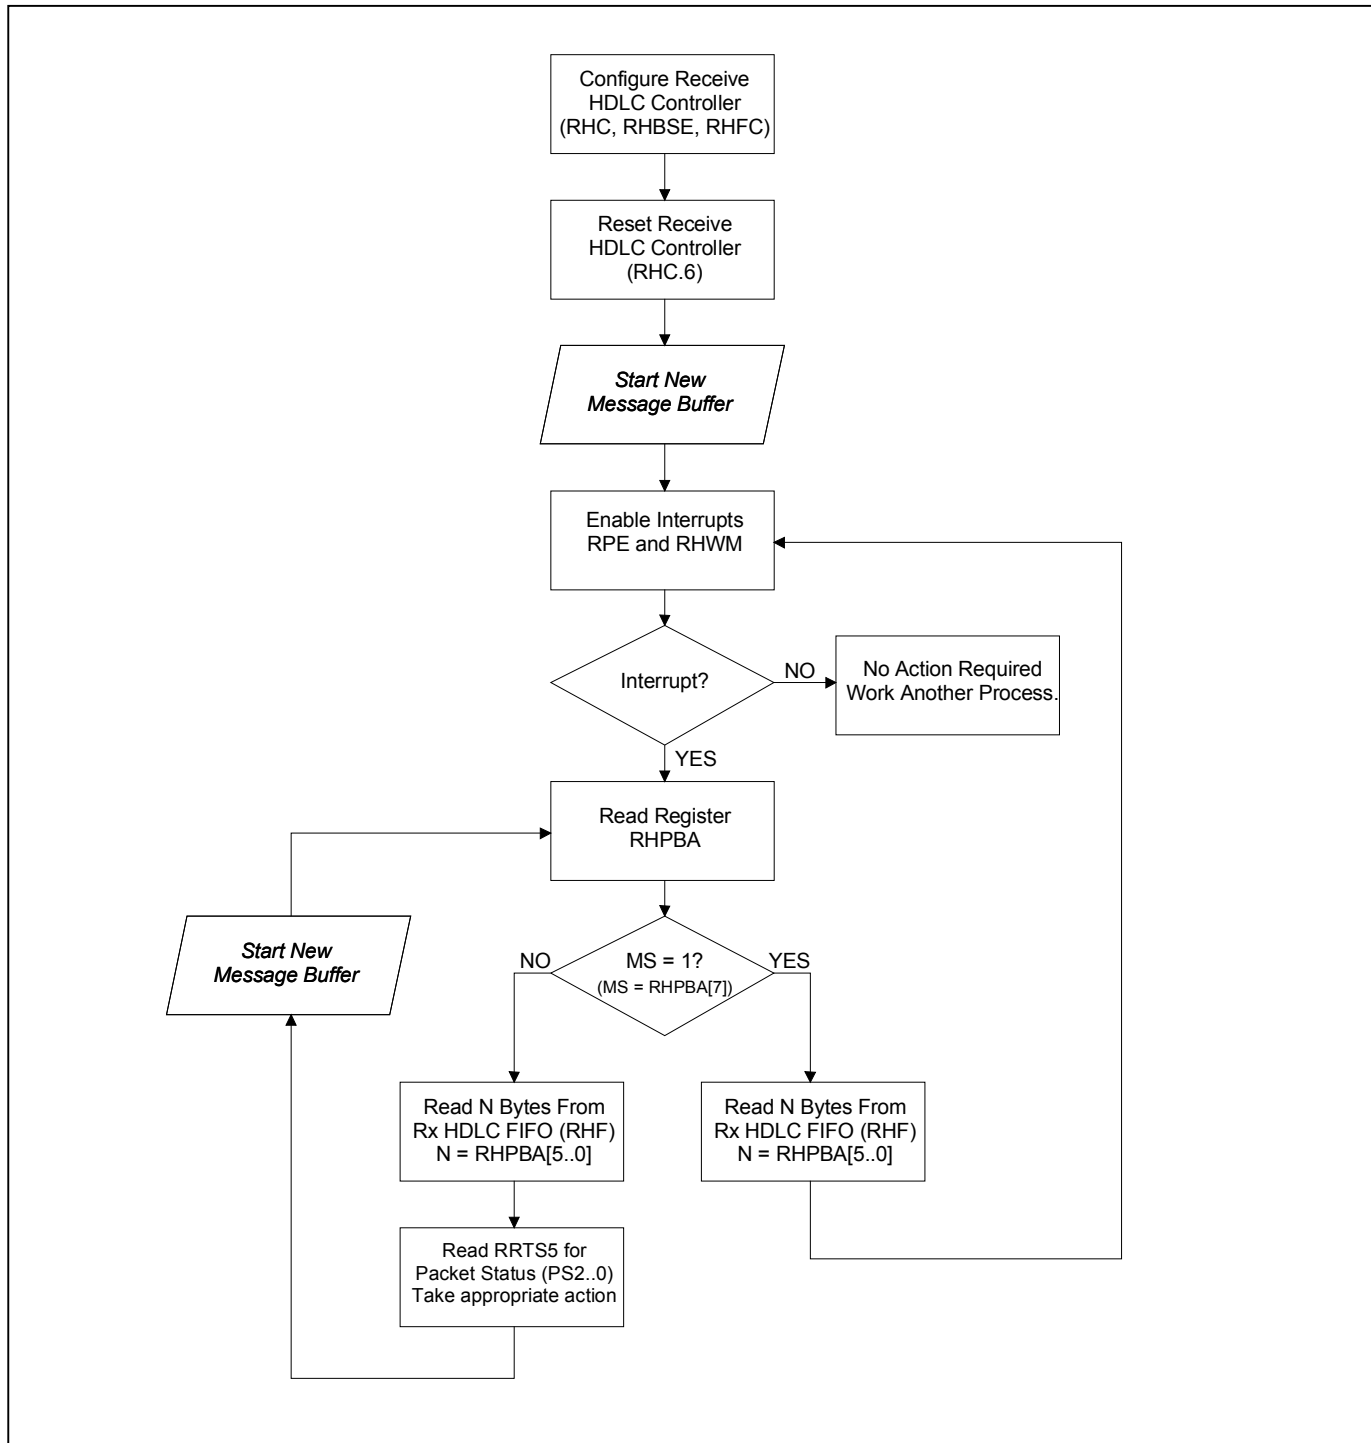 Configure Receive
HDLC Controller
(RHC, RHBSE, RHFC)
Reset Receive
HDLC Controller
(RHC.6)
Start New
Message Buffer
Enable Interrupts
RPE and RHWM
Interrupt?
NO
No Action Required
Work Another Process.
YES
Read Register
RHPBA
Start New
Message Buffer
NO
MS = 1?
(MS = RHPBA[7])
YES
Read N Bytes From
Rx HDLC FIFO (RHF)
N = RHPBA[5..0]
Read N Bytes From
Rx HDLC FIFO (RHF)
N = RHPBA[5..0]
Read RRTS5 for
Packet Status (PS2..0)
Take appropriate action